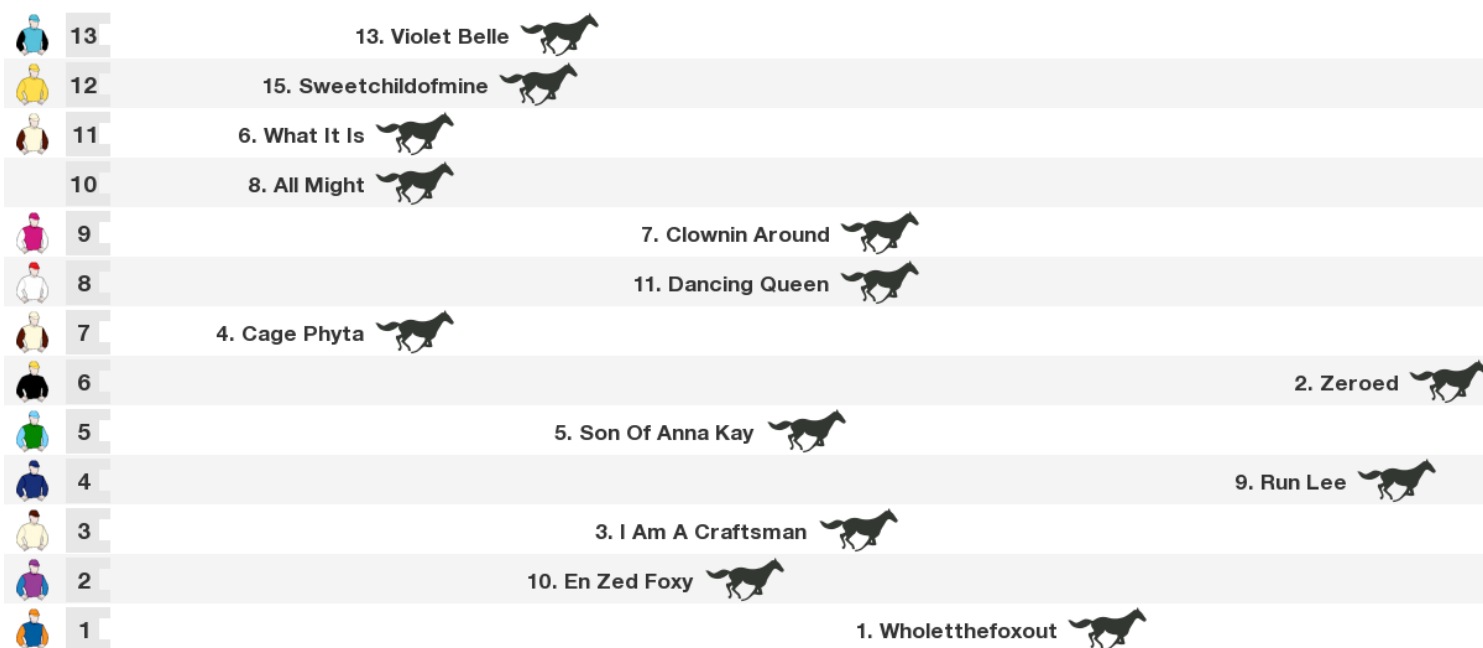 13 13. Violet Belle
12 15. Sweetchildofmine
11 6. What It Is
10 8. All Might
9 7. Clownin Around
8 11. Dancing Queen
7 4. Cage Phyta
6 2. Zeroed
5 5. Son Of Anna Kay
4 9. Run Lee
3 3. I Am A Craftsman
2 10. En Zed Foxy
1 1. Wholetthefoxout